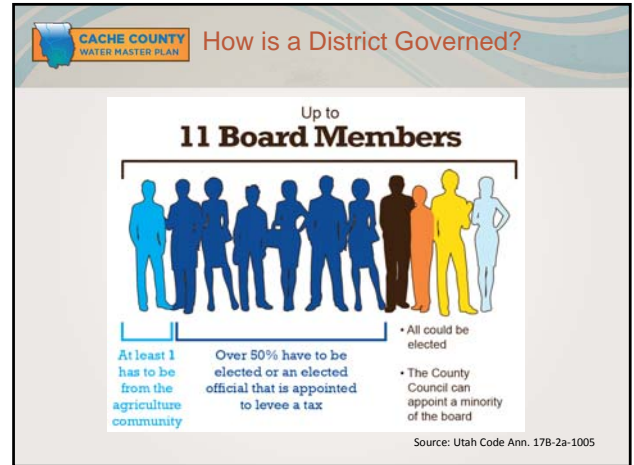 CACHE COUNTY
WATER MASTER PLAN
How is a District Governed?
Up to
11 Board Members
At least 1
has to be
from the
agriculture
community
Over 50% have to be
elected or an elected
official that is appointed
to levee a tax
• All could be
elected
• The County
Council can
appoint a minority
of the board
Source: Utah Code Ann. 17B-2a-1005